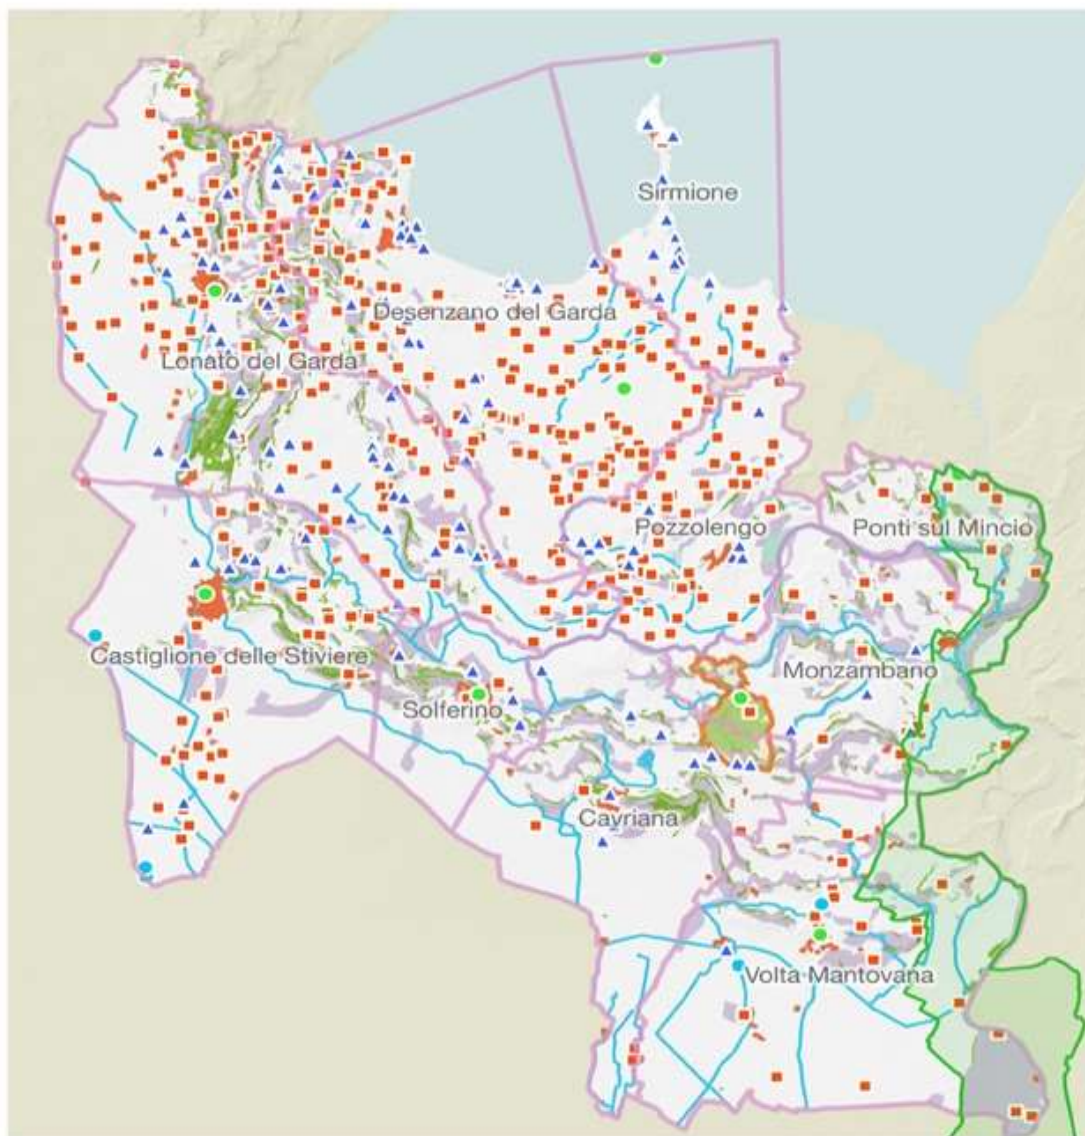 Sirmione
Desenzano del Garda
Lonato del Garda
Pozzolengo
Ponti sul Mincio
Castiglione delle Stiviere
Monzambano
Solferino
Cavriana
Volta Mantovana